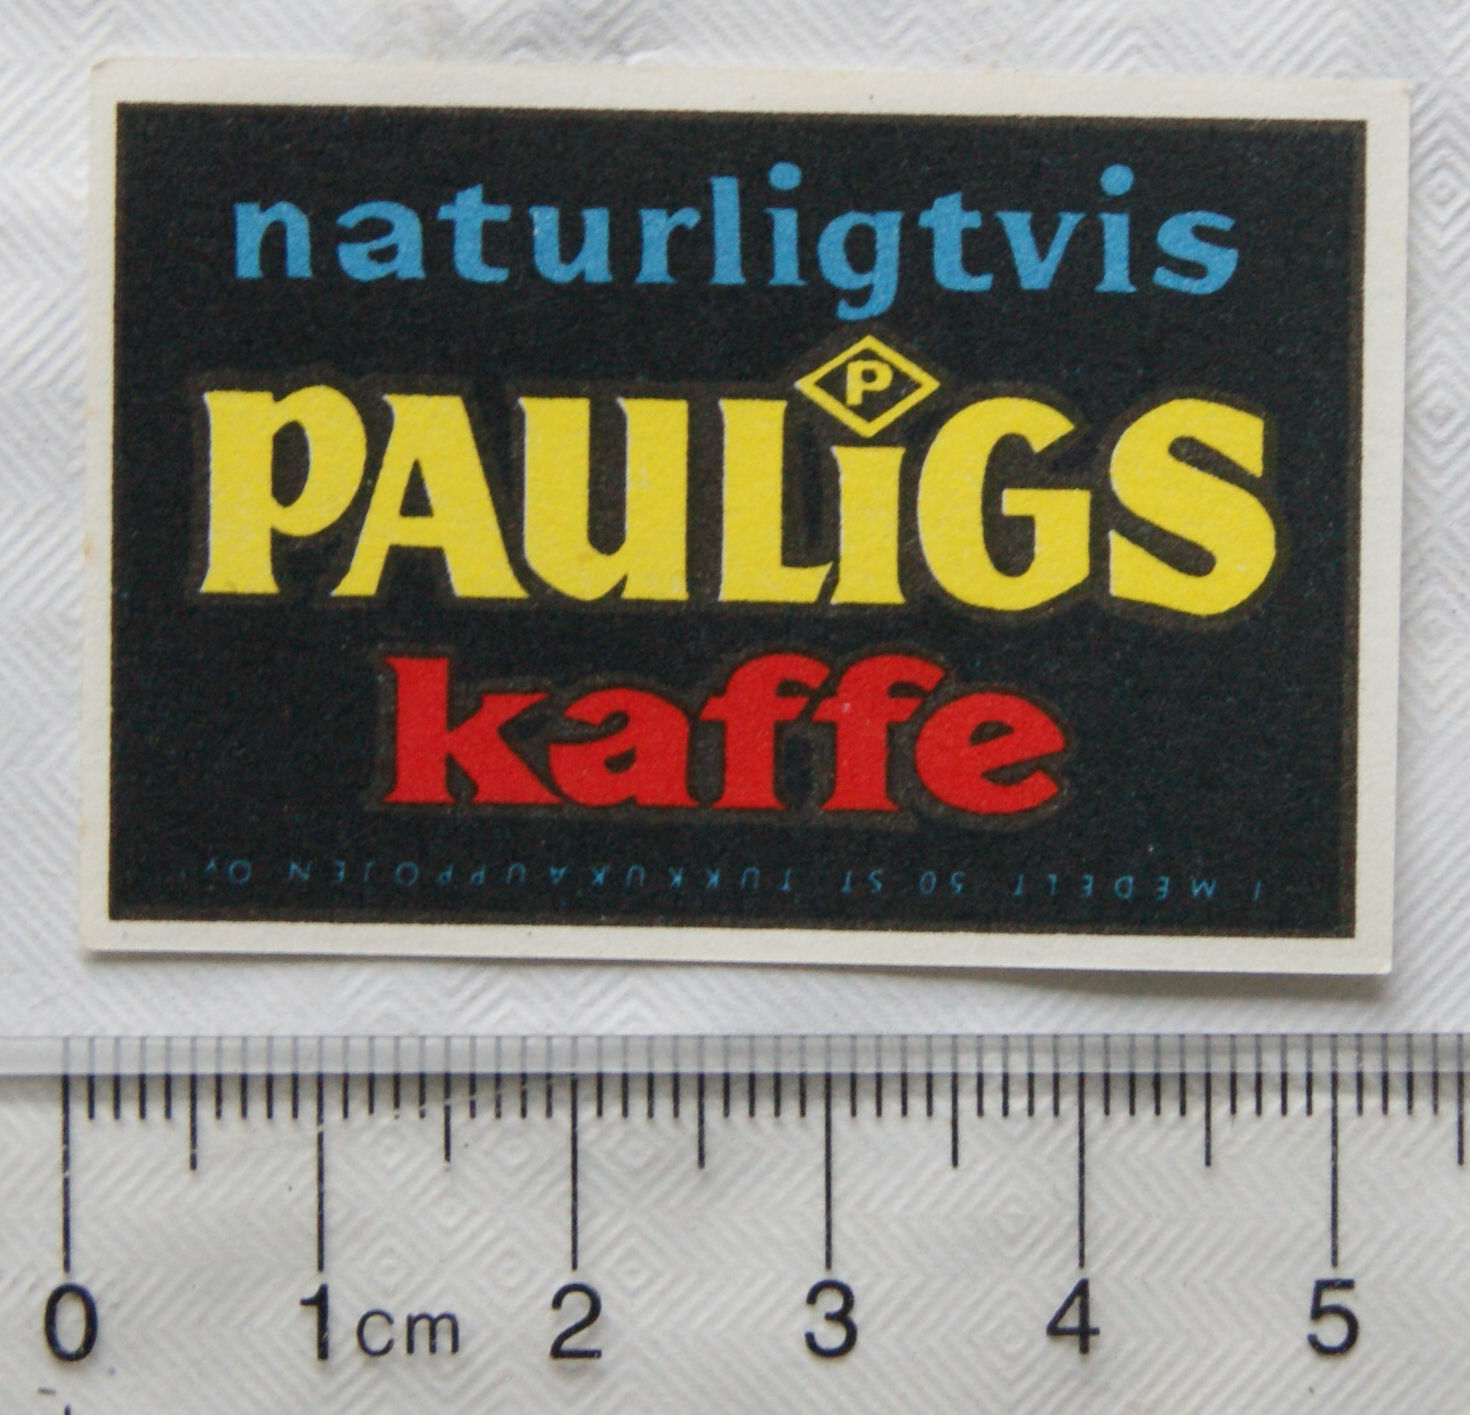 naturligtvis
P
PAULiGS
kaffe
I MEDELT 50 ST TUKKUKAUPPOJEN OY
0 1cm 2 3 4 5